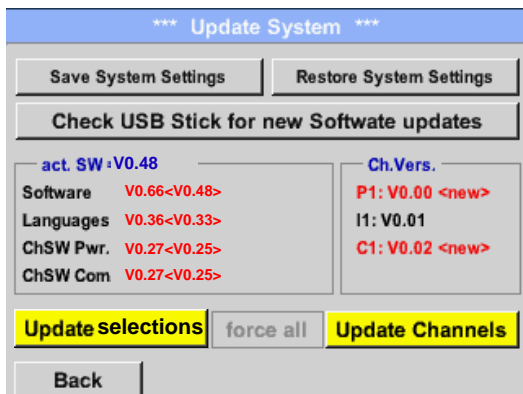 *** Update System ***
Save System Settings
Restore System Settings
Check USB Stick for new Softwate updates
act. SW :V0.48
Software V0.66<V0.48>
Languages V0.36<V0.33>
ChSW Pwr. V0.27<V0.25>
ChSW Com V0.27<V0.25>
Ch.Vers.
P1: V0.00 <new>
I1: V0.01
C1: V0.02 <new>
Update selections
force all
Update Channels
Back